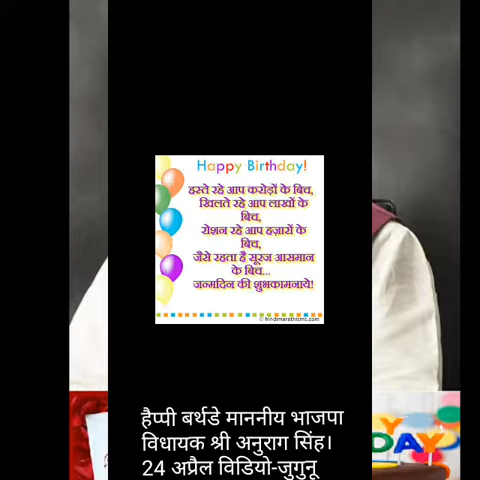 Happy Birthday!
हस्ते रहे आप करोड़ों के बिच,
खिलते रहे आप लाखों के
बिच,
रोशन रहे आप हज़ारों के
बिच,
जैसे रहता है सूरज आसमान
के बिच...
जन्मदिन की शुभकामनाये!
© hindimarathisms.com
हैप्पी बर्थडे माननीय भाजपा
विधायक श्री अनुराग सिंह।
24 अप्रैल विडियो-जुगुनू
Y
DAY